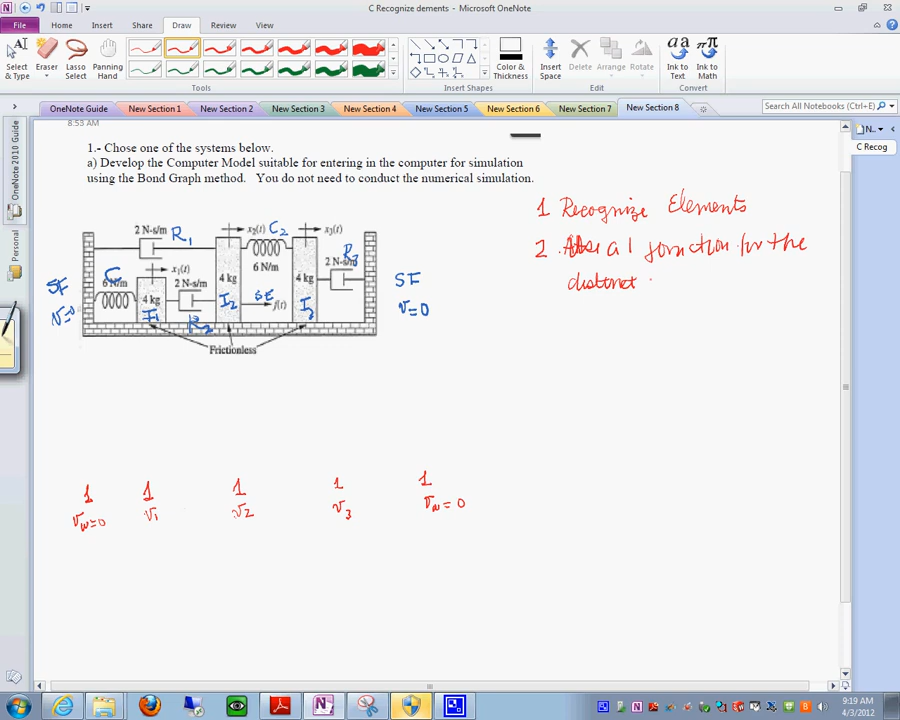 C Recognize dements - Microsoft OneNote
File Home Insert Share Draw Review View
Select & Type
Eraser
Lasso Select
Panning Hand
Color & Thickness
Insert Space
Delete
Arrange
Rotate
Ink to Text
Ink to Math
Tools
Insert Shapes
Edit
Convert
OneNote Guide New Section 1 New Section 2 New Section 3 New Section 4 New Section 5 New Section 6 New Section 7 New Section 8
Search All Notebooks (Ctrl+E)
N..
C Recog
OneNote 2010 Guide
Personal
8:53 AM
1.- Chose one of the systems below.
a) Develop the Computer Model suitable for entering in the computer for simulation
using the Bond Graph method. You do not need to conduct the numerical simulation.
1 Recognize Elements
2 a 1 jonction for the
distinct
2 N-s/m R1 x2(t) C2 x3(t)
6 N/m
2 N-s/m R3
4 kg
4 kg
C
6 N/m
x1(t)
2 N-s/m
4 kg
I1
R2
I2
SE
f(t)
I3
SF
v=0
SF
v=0
Frictionless
1 1 1 1 1
vw=0 v1 v2 v3 vw=0
9:19 AM
4/3/2012